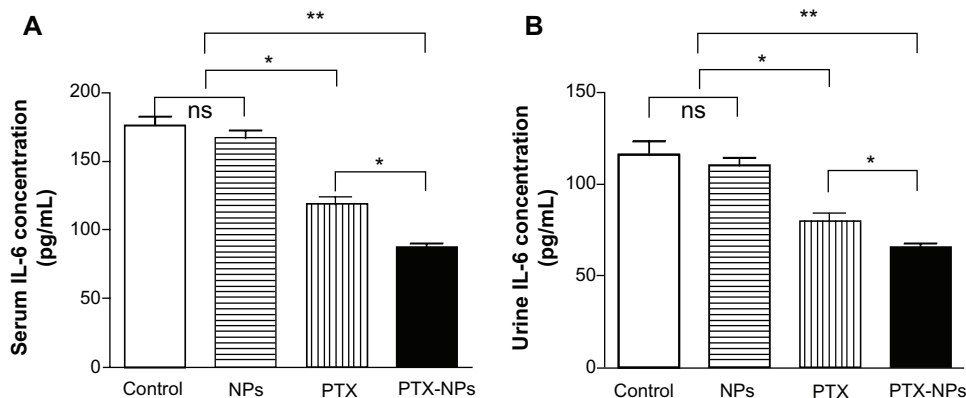 A
**
*
ns
*
Serum IL-6 concentration
(pg/mL)
200
150
100
50
0
Control NPs PTX PTX-NPs
B
**
*
ns
*
Urine IL-6 concentration
(pg/mL)
150
100
50
0
Control NPs PTX PTX-NPs